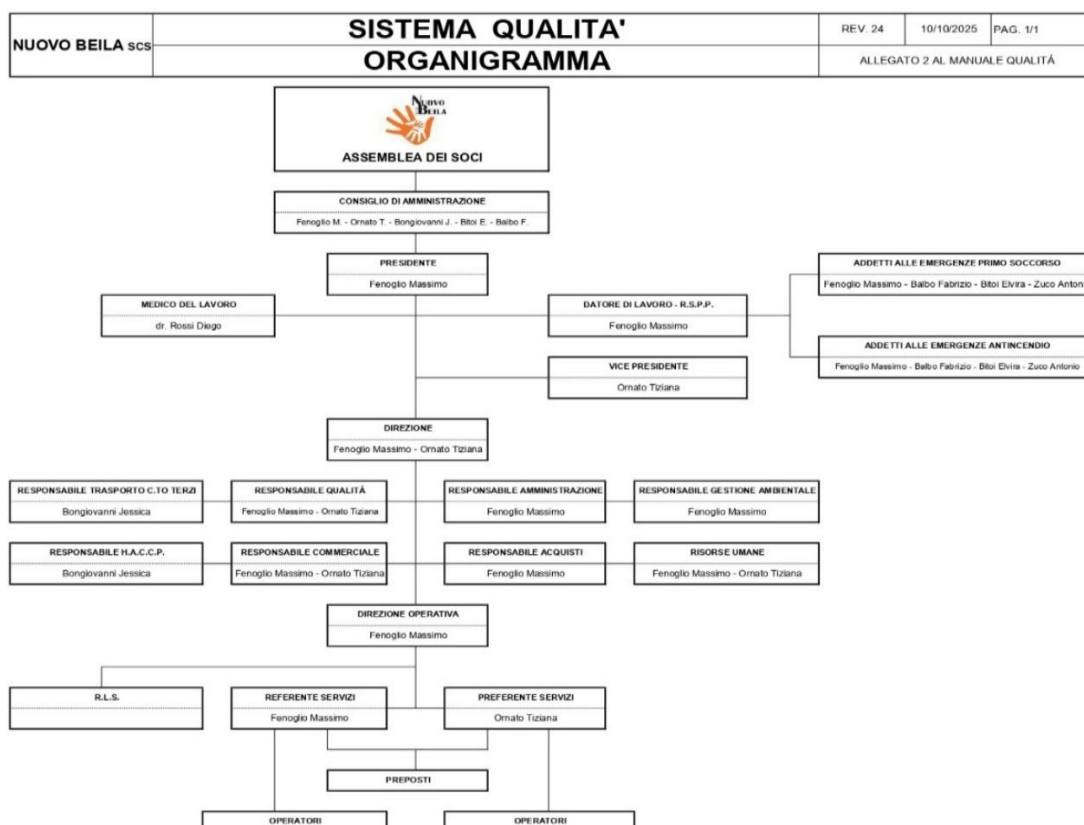 NUOVO BEILA SCS
SISTEMA QUALITA'
ORGANIGRAMMA
REV. 24
10/10/2025
PAG. 1/1
ALLEGATO 2 AL MANUALE QUALITÀ
NUOVO
BEILA
ASSEMBLEA DEI SOCI
CONSIGLIO DI AMMINISTRAZIONE
Fenoglio M. - Ornato T. - Bongiovanni J. - Bitoi E. - Balbo F.
PRESIDENTE
Fenoglio Massimo
MEDICO DEL LAVORO
dr. Rossi Diego
DATORE DI LAVORO - R.S.P.P.
Fenoglio Massimo
ADDETTI ALLE EMERGENZE PRIMO SOCCORSO
Fenoglio Massimo - Balbo Fabrizio - Bitoi Elvira - Zuco Antoni
ADDETTI ALLE EMERGENZE ANTINCENDIO
Fenoglio Massimo - Balbo Fabrizio - Bitoi Elvira - Zuco Antonio
VICE PRESIDENTE
Ornato Tiziana
DIREZIONE
Fenoglio Massimo - Ornato Tiziana
RESPONSABILE TRASPORTO C.TO TERZI
Bongiovanni Jessica
RESPONSABILE QUALITÀ
Fenoglio Massimo - Ornato Tiziana
RESPONSABILE AMMINISTRAZIONE
Fenoglio Massimo
RESPONSABILE GESTIONE AMBIENTALE
Fenoglio Massimo
RESPONSABILE H.A.C.C.P.
Bongiovanni Jessica
RESPONSABILE COMMERCIALE
Fenoglio Massimo - Ornato Tiziana
RESPONSABILE ACQUISTI
Fenoglio Massimo
RISORSE UMANE
Fenoglio Massimo - Ornato Tiziana
DIREZIONE OPERATIVA
Fenoglio Massimo
R.L.S.
REFERENTE SERVIZI
Fenoglio Massimo
PREFERENTE SERVIZI
Ornato Tiziana
PREPOSTI
OPERATORI
OPERATORI